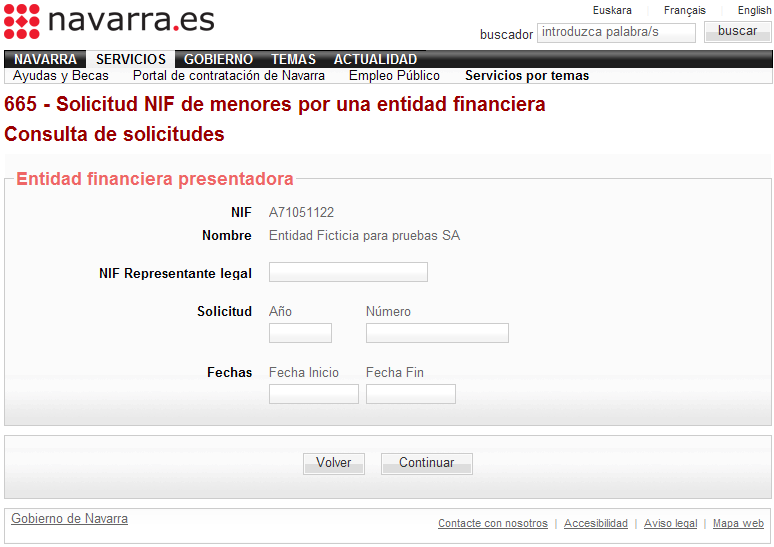 Euskara Français English
navarra.es
buscador introduzca palabra/s buscar
NAVARRA SERVICIOS GOBIERNO TEMAS ACTUALIDAD
Ayudas y Becas Portal de contratación de Navarra Empleo Público Servicios por temas
665 - Solicitud NIF de menores por una entidad financiera
Consulta de solicitudes
Entidad financiera presentadora
NIF A71051122
Nombre Entidad Ficticia para pruebas SA
NIF Representante legal
Solicitud Año Número
Fechas Fecha Inicio Fecha Fin
Volver Continuar
Gobierno de Navarra
Contacte con nosotros | Accesibilidad | Aviso legal | Mapa web